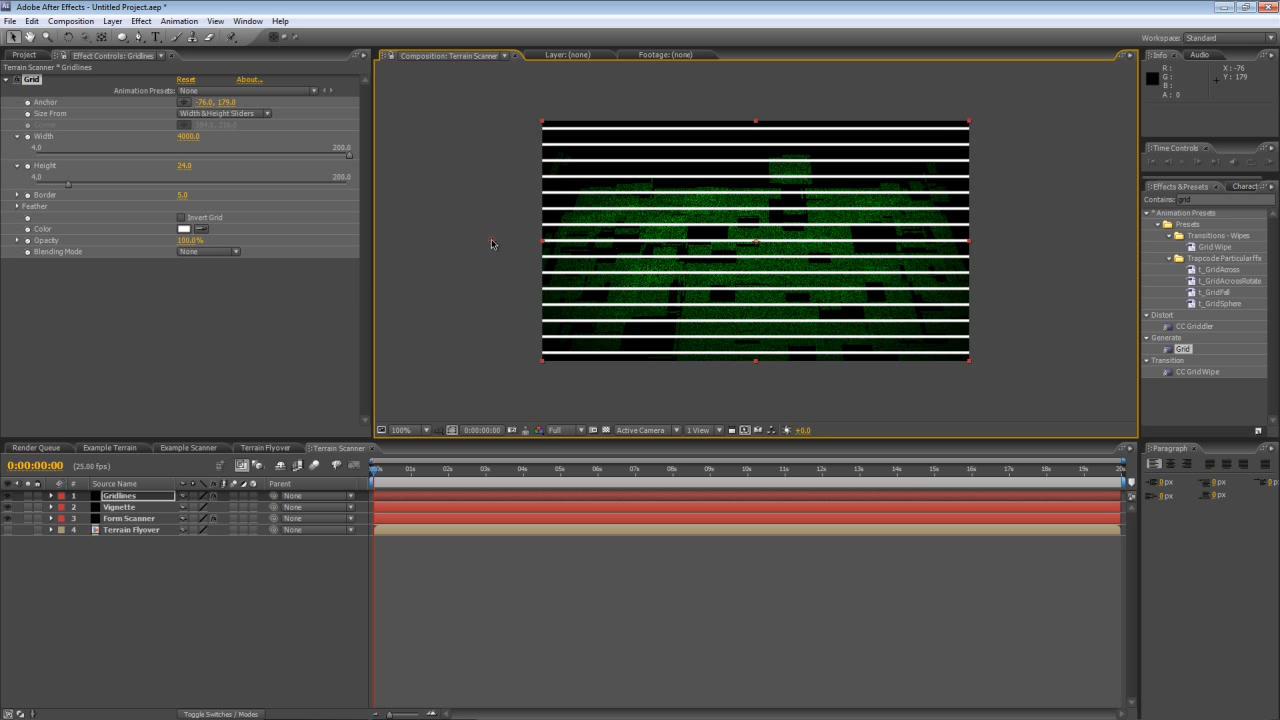 Adobe After Effects - Untitled Project.aep *
File Edit Composition Layer Effect Animation View Window Help
Workspace: Standard
Project Effect Controls: Gridlines
Terrain Scanner * Gridlines
Grid Reset About...
Animation Presets: None
Anchor -76.0, 179.0
Size From Width & Height Sliders
Width 4000.0
4.0 200.0
Height 24.0
4.0 200.0
Border 5.0
Feather
Invert Grid
Color
Opacity 100.0%
Blending Mode None
Composition: Terrain Scanner Layer: (none) Footage: (none)
100% 0:00:00:00 Full Active Camera 1 View +0.0
Info Audio
R : X : -76
G : Y : 179
B :
A : 0
Time Controls
Effects & Presets Charact
Contains: grid
* Animation Presets
Presets
Transitions - Wipes
Grid Wipe
Trapcode Particular ffx
t_GridAcross
t_GridAcrossRotate
t_GridFall
t_GridSphere
Distort
CC Griddler
Generate
Grid
Transition
CC Grid Wipe
Render Queue Example Terrain Example Scanner Terrain Flyover Terrain Scanner
0:00:00:00 (25.00 fps)
01s 02s 03s 04s 05s 06s 07s 08s 09s 10s 11s 12s 13s 14s 15s 16s 17s 18s 19s 20s
# Source Name Parent
1 Gridlines None
2 Vignette None
3 Form Scanner None
4 Terrain Flyover None
Toggle Switches / Modes
Paragraph
0 px 0 px 0 px
0 px 0 px